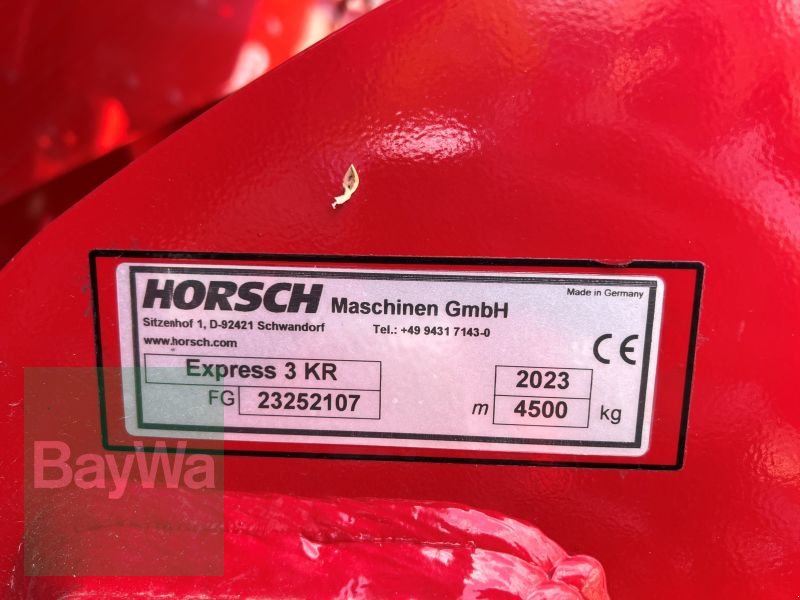 HORSCH Maschinen GmbH
Made in Germany
Sitzenhof 1, D-92421 Schwandorf Tel.: +49 9431 7143-0
www.horsch.com
CE
Express 3 KR 2023
FG 23252107 m 4500 kg
BayWa